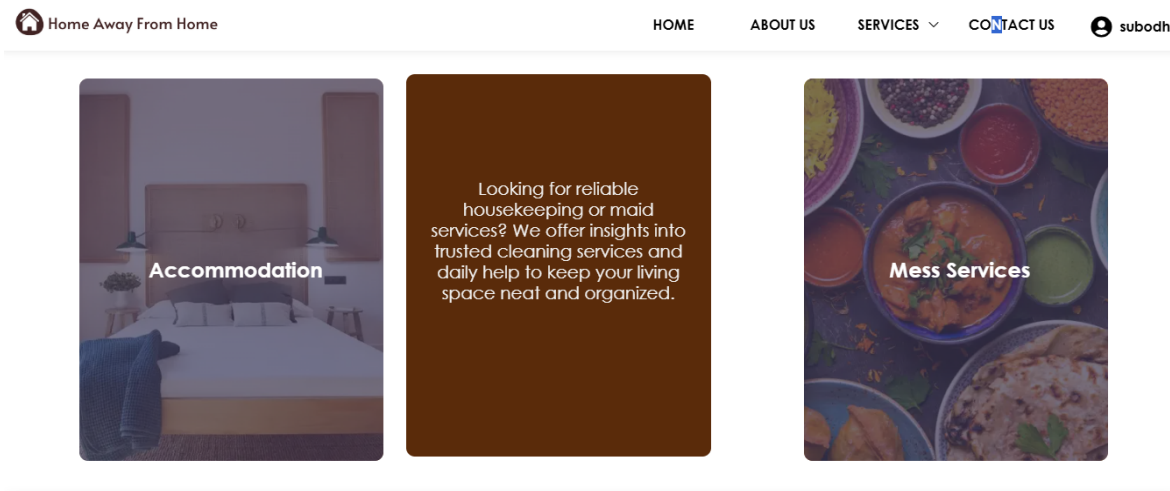 Home Away From Home
HOME
ABOUT US
SERVICES
CONTACT US
subodh
Accommodation
Looking for reliable
housekeeping or maid
services? We offer insights into
trusted cleaning services and
daily help to keep your living
space neat and organized.
Mess Services